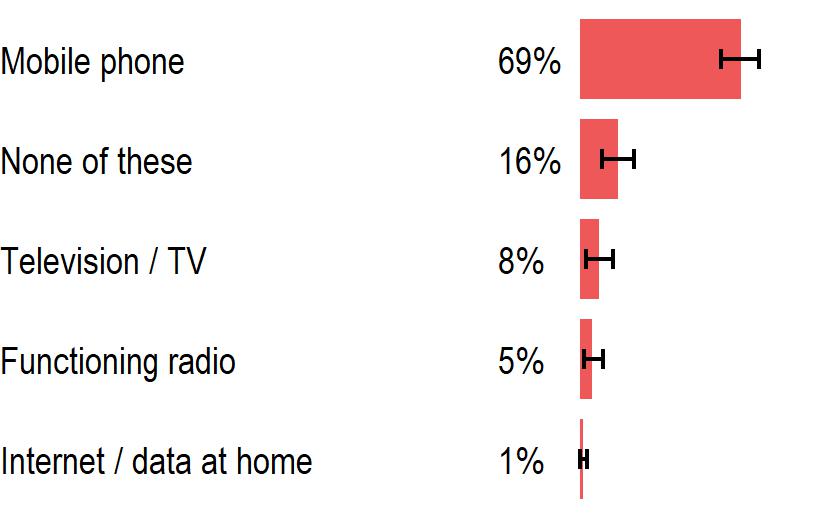 Mobile phone 69%
None of these 16%
Television / TV 8%
Functioning radio 5%
Internet / data at home 1%